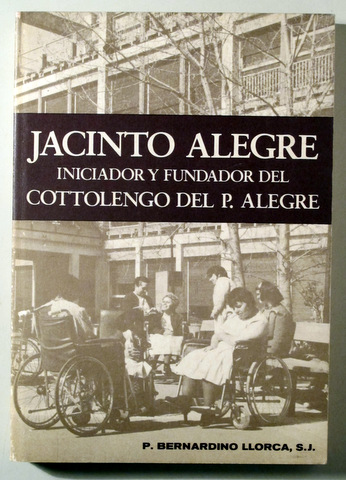 JACINTO ALEGRE
INICIADOR Y FUNDADOR DEL
COTTOLENGO DEL P. ALEGRE
P. BERNARDINO LLORCA, S.J.